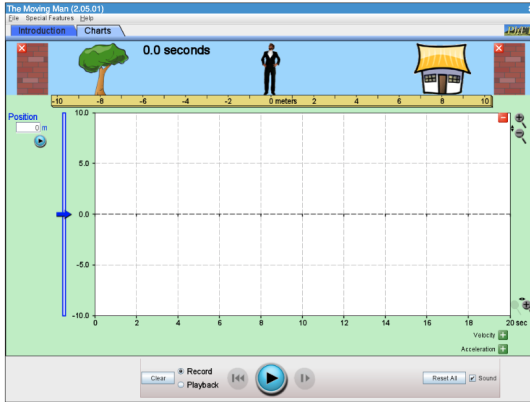 The Moving Man (2.05.01)
File Special Features Help
Introduction Charts
0.0 seconds
-10 -8 -6 -4 -2 0 meters 2 4 6 8 10
Position
0 m
10.0
5.0
0.0
-5.0
-10.0
0 2 4 6 8 10 12 14 16 18 20 sec
Velocity
Acceleration
Clear
Record
Playback
Reset All
Sound